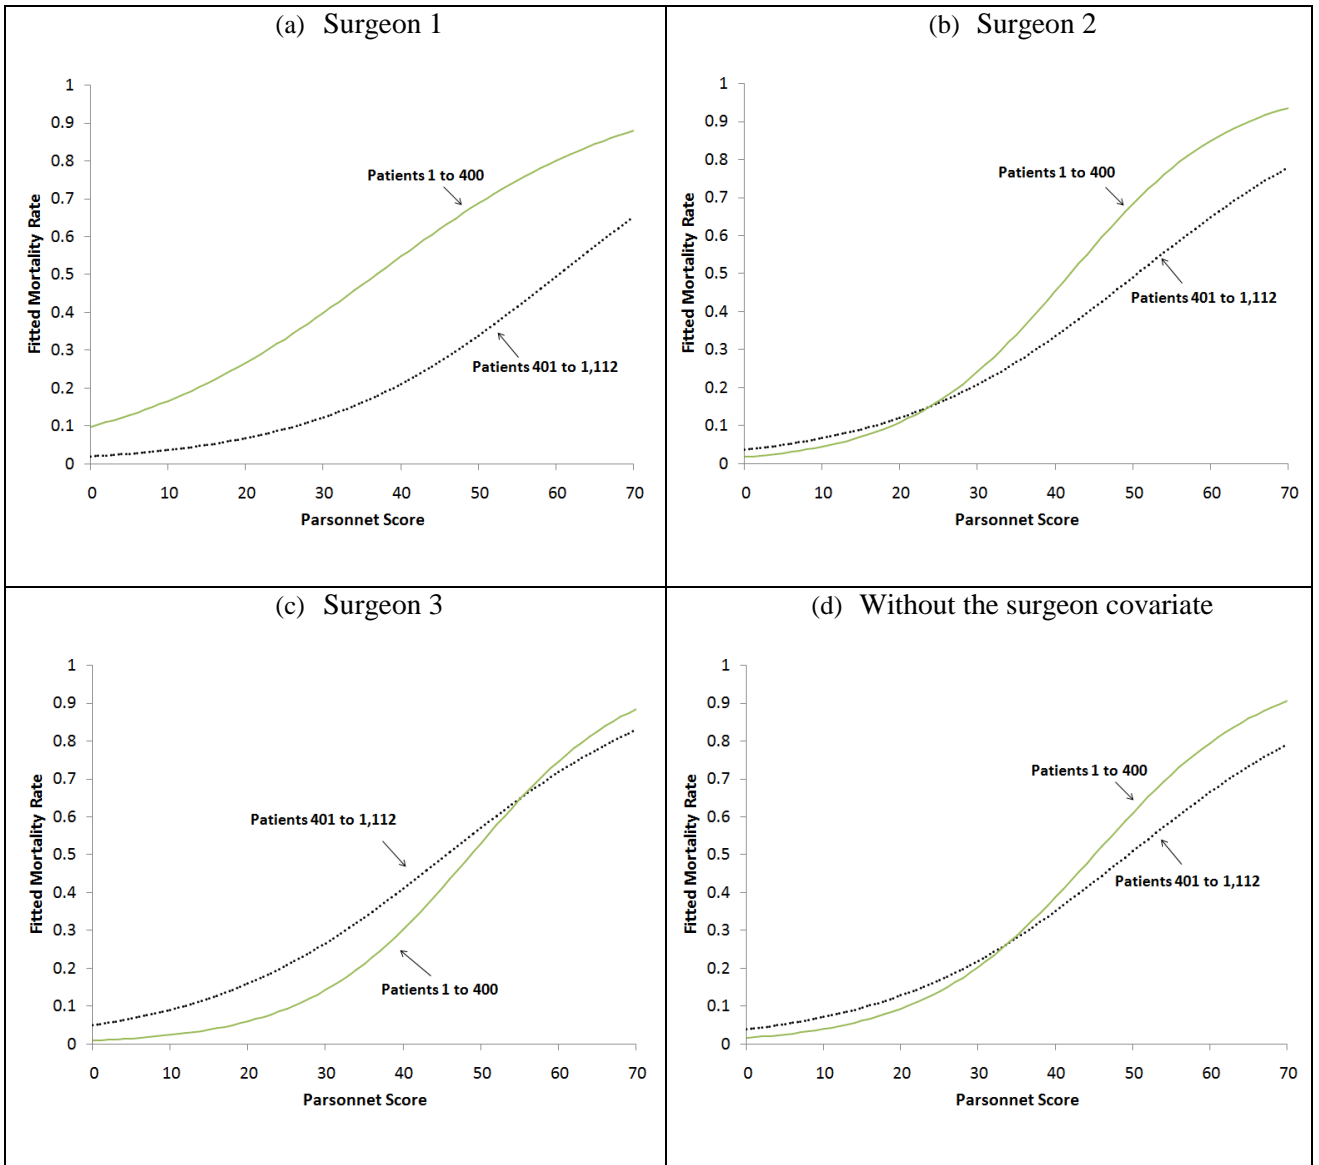 (a) Surgeon 1
1
0.9
0.8
0.7
0.6
0.5
0.4
0.3
0.2
0.1
0
Fitted Mortality Rate
Patients 1 to 400
Patients 401 to 1,112
0 10 20 30 40 50 60 70
Parsonnet Score
(b) Surgeon 2
1
0.9
0.8
0.7
0.6
0.5
0.4
0.3
0.2
0.1
0
Fitted Mortality Rate
Patients 1 to 400
Patients 401 to 1,112
0 10 20 30 40 50 60 70
Parsonnet Score
(c) Surgeon 3
1
0.9
0.8
0.7
0.6
0.5
0.4
0.3
0.2
0.1
0
Fitted Mortality Rate
Patients 401 to 1,112
Patients 1 to 400
0 10 20 30 40 50 60 70
Parsonnet Score
(d) Without the surgeon covariate
1
0.9
0.8
0.7
0.6
0.5
0.4
0.3
0.2
0.1
0
Fitted Mortality Rate
Patients 1 to 400
Patients 401 to 1,112
0 10 20 30 40 50 60 70
Parsonnet Score